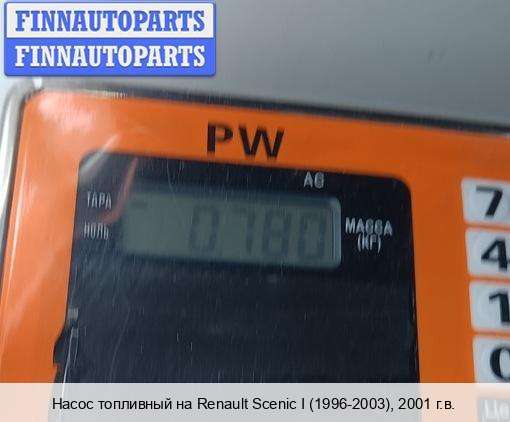 FINNAUTOPARTS
FINNAUTOPARTS
PW
A6
ТАРА
НОЛЬ
0.780
МАССА
(КГ)
7
4
1
0
Насос топливный на Renault Scenic I (1996-2003), 2001 г.в.